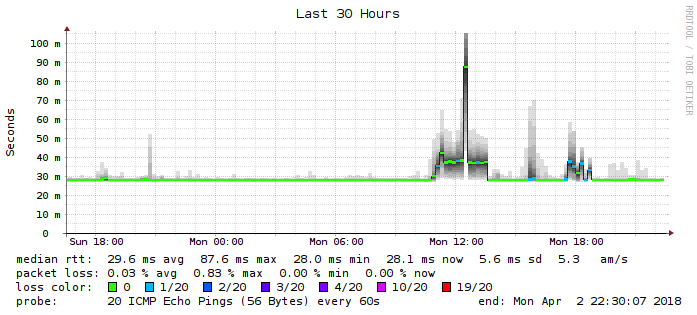 Last 30 Hours
RRDTOOL / TOBI OETIKER
Seconds
100 m
90 m
80 m
70 m
60 m
50 m
40 m
30 m
20 m
10 m
0
Sun 18:00 Mon 00:00 Mon 06:00 Mon 12:00 Mon 18:00
median rtt: 29.6 ms avg 87.6 ms max 28.0 ms min 28.1 ms now 5.6 ms sd 5.3 am/s
packet loss: 0.03 % avg 0.83 % max 0.00 % min 0.00 % now
loss color: 0 1/20 2/20 3/20 4/20 10/20 19/20
probe: 20 ICMP Echo Pings (56 Bytes) every 60s end: Mon Apr 2 22:30:07 2018